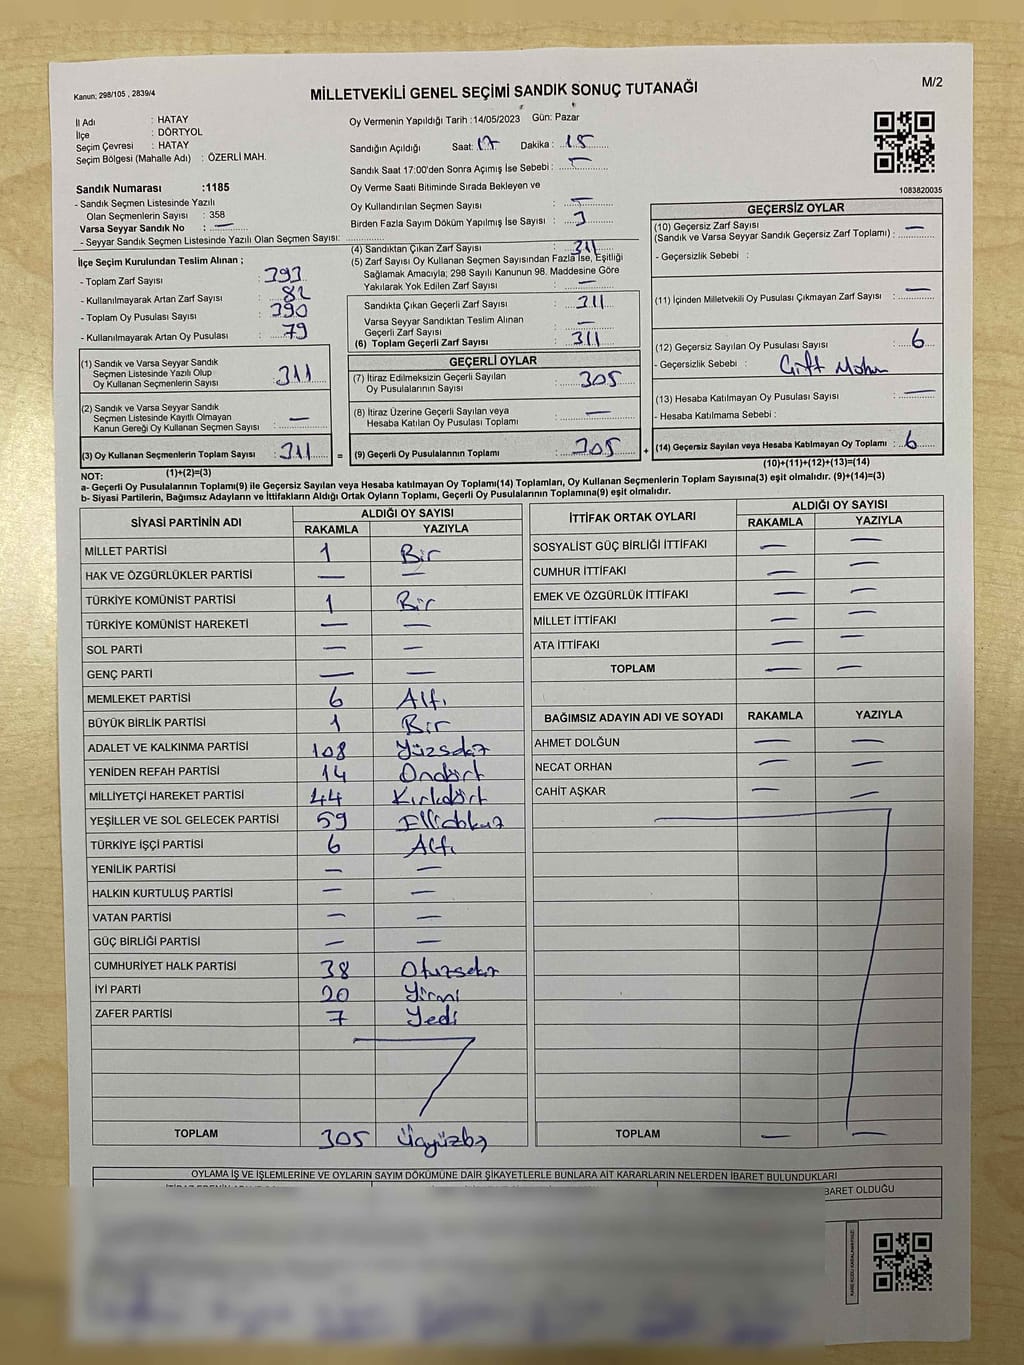 Kanun; 298/105 , 2839/4
MİLLETVEKİLİ GENEL SEÇİMİ SANDIK SONUÇ TUTANAĞI
M/2
İl Adı : HATAY
İlçe : DÖRTYOL
Seçim Çevresi : HATAY
Seçim Bölgesi (Mahalle Adı) : ÖZERLİ MAH.
Sandık Numarası :1185
- Sandık Seçmen Listesinde Yazılı
Olan Seçmenlerin Sayısı : 358
Varsa Seyyar Sandık No : —
- Seyyar Sandık Seçmen Listesinde Yazılı Olan Seçmen Sayısı:
Oy Vermenin Yapıldığı Tarih :14/05/2023 Gün: Pazar
Sandığın Açıldığı Saat: 17 Dakika : 15
Sandık Saat 17:00'den Sonra Açımış İse Sebebi : —
Oy Verme Saati Bitiminde Sırada Bekleyen ve
Oy Kullandırılan Seçmen Sayısı : —
Birden Fazla Sayım Döküm Yapılmış İse Sayısı :
1083820035
İlçe Seçim Kurulundan Teslim Alınan ;
- Toplam Zarf Sayısı : 393
- Kullanılmayarak Artan Zarf Sayısı : 82
- Toplam Oy Pusulası Sayısı : 390
- Kullanılmayarak Artan Oy Pusulası : 79
(1) Sandık ve Varsa Seyyar Sandık
Seçmen Listesinde Yazılı Olup
Oy Kullanan Seçmenlerin Sayısı : 311
(2) Sandık ve Varsa Seyyar Sandık
Seçmen Listesinde Kayıtlı Olmayan
Kanun Gereği Oy Kullanan Seçmen Sayısı : —
(3) Oy Kullanan Seçmenlerin Toplam Sayısı : 311 =
(1)+(2)=(3)
(4) Sandıktan Çıkan Zarf Sayısı : 311
(5) Zarf Sayısı Oy Kullanan Seçmen Sayısından Fazla İse, Eşitliği
Sağlamak Amacıyla; 298 Sayılı Kanunun 98. Maddesine Göre
Yakılarak Yok Edilen Zarf Sayısı : —
Sandıkta Çıkan Geçerli Zarf Sayısı : 311
Varsa Seyyar Sandıktan Teslim Alınan
Geçerli Zarf Sayısı : —
(6) Toplam Geçerli Zarf Sayısı : 311
GEÇERLİ OYLAR
(7) İtiraz Edilmeksizin Geçerli Sayılan
Oy Pusulalarının Sayısı : 305
(8) İtiraz Üzerine Geçerli Sayılan veya
Hesaba Katılan Oy Pusulası Toplamı : —
(9) Geçerli Oy Pusulalarının Toplamı : 305 +
GEÇERSİZ OYLAR
(10) Geçersiz Zarf Sayısı
(Sandık ve Varsa Seyyar Sandık Geçersiz Zarf Toplamı) : —
- Geçersizlik Sebebi :
(11) İçinden Milletvekili Oy Pusulası Çıkmayan Zarf Sayısı : —
(12) Geçersiz Sayılan Oy Pusulası Sayısı : 6
- Geçersizlik Sebebi : Çift Mühür
(13) Hesaba Katılmayan Oy Pusulası Sayısı : —
- Hesaba Katılmama Sebebi :
(14) Geçersiz Sayılan veya Hesaba Katılmayan Oy Toplamı : 6
(10)+(11)+(12)+(13)=(14)
NOT:
a- Geçerli Oy Pusulalarının Toplamı(9) ile Geçersiz Sayılan veya Hesaba katılmayan Oy Toplamı(14) Toplamları, Oy Kullanan Seçmenlerin Toplam Sayısına(3) eşit olmalıdır. (9)+(14)=(3)
b- Siyasi Partilerin, Bağımsız Adayların ve İttifakların Aldığı Ortak Oyların Toplamı, Geçerli Oy Pusulalarının Toplamına(9) eşit olmalıdır.
SİYASİ PARTİNİN ADI ALDIĞI OY SAYISI
RAKAMLA YAZIYLA
MİLLET PARTİSİ 1 Bir
HAK VE ÖZGÜRLÜKLER PARTİSİ — —
TÜRKİYE KOMÜNİST PARTİSİ 1 Bir
TÜRKİYE KOMÜNİST HAREKETİ — —
SOL PARTİ — —
GENÇ PARTİ — —
MEMLEKET PARTİSİ 6 Altı
BÜYÜK BİRLİK PARTİSİ 1 Bir
ADALET VE KALKINMA PARTİSİ 108 Yüzsekiz
YENİDEN REFAH PARTİSİ 14 Ondört
MİLLİYETÇİ HAREKET PARTİSİ 44 Kırkdört
YEŞİLLER VE SOL GELECEK PARTİSİ 59 Ellidokuz
TÜRKİYE İŞÇİ PARTİSİ 6 Altı
YENİLİK PARTİSİ — —
HALKIN KURTULUŞ PARTİSİ — —
VATAN PARTİSİ — —
GÜÇ BİRLİĞİ PARTİSİ — —
CUMHURİYET HALK PARTİSİ 38 Otuzsekiz
İYİ PARTİ 20 Yirmi
ZAFER PARTİSİ 7 Yedi
TOPLAM 305 Üçyüzbeş
İTTİFAK ORTAK OYLARI ALDIĞI OY SAYISI
RAKAMLA YAZIYLA
SOSYALİST GÜÇ BİRLİĞİ İTTİFAKI — —
CUMHUR İTTİFAKI — —
EMEK VE ÖZGÜRLÜK İTTİFAKI — —
MİLLET İTTİFAKI — —
ATA İTTİFAKI — —
TOPLAM — —
BAĞIMSIZ ADAYIN ADI VE SOYADI RAKAMLA YAZIYLA
AHMET DOLĞUN — —
NECAT ORHAN — —
CAHİT AŞKAR — —
TOPLAM — —
OYLAMA İŞ VE İŞLEMLERİNE VE OYLARIN SAYIM DÖKÜMÜNE DAİR ŞİKAYETLERLE BUNLARA AİT KARARLARIN NELERDEN İBARET BULUNDUKLARI
BARET OLDUĞU